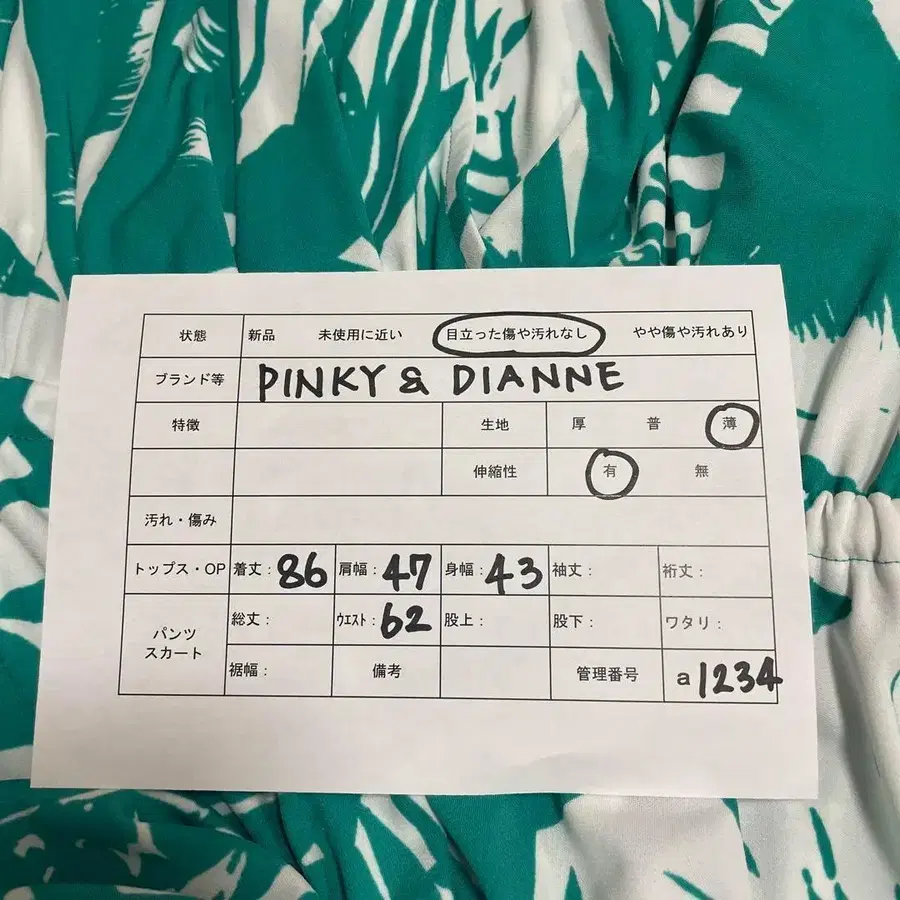 状態 新品 未使用に近い 目立った傷や汚れなし やや傷や汚れあり
ブランド等 PINKY & DIANNE
特徴 生地 厚 普 薄
伸縮性 有 無
汚れ・傷み
トップス・OP 着丈：86 肩幅：47 身幅：43 袖丈： 裄丈：
パンツ スカート 総丈： ｳｴｽﾄ：62 股上： 股下： ワタリ：
裾幅： 備考 管理番号 a1234